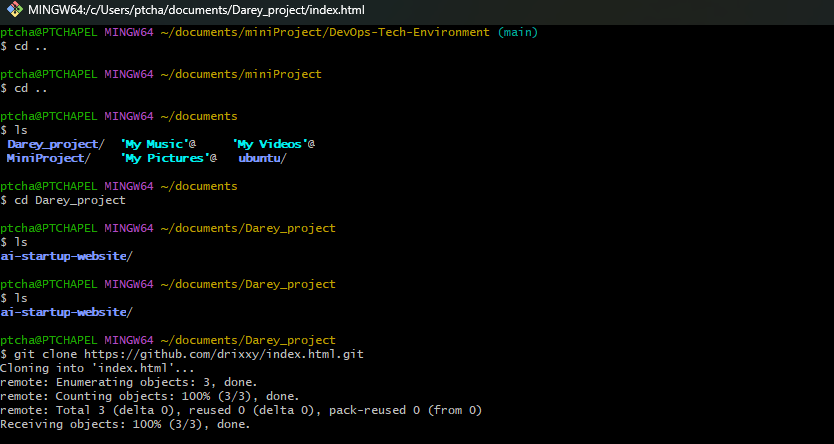 MINGW64:/c/Users/ptcha/documents/Darey_project/index.html
ptcha@PTCHAPEL MINGW64 ~/documents/miniProject/DevOps-Tech-Environment (main)
$ cd ..
ptcha@PTCHAPEL MINGW64 ~/documents/miniProject
$ cd ..
ptcha@PTCHAPEL MINGW64 ~/documents
$ ls
Darey_project/  'My Music'@     'My Videos'@
MiniProject/    'My Pictures'@   ubuntu/
ptcha@PTCHAPEL MINGW64 ~/documents
$ cd Darey_project
ptcha@PTCHAPEL MINGW64 ~/documents/Darey_project
$ ls
ai-startup-website/
ptcha@PTCHAPEL MINGW64 ~/documents/Darey_project
$ ls
ai-startup-website/
ptcha@PTCHAPEL MINGW64 ~/documents/Darey_project
$ git clone https://github.com/drixxy/index.html.git
Cloning into 'index.html'...
remote: Enumerating objects: 3, done.
remote: Counting objects: 100% (3/3), done.
remote: Total 3 (delta 0), reused 0 (delta 0), pack-reused 0 (from 0)
Receiving objects: 100% (3/3), done.